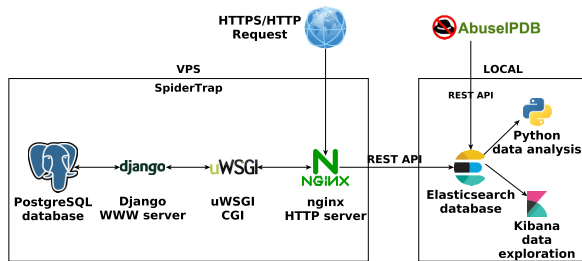 HTTPS/HTTP
Request
AbuseIPDB
VPS
LOCAL
SpiderTrap
REST API
django
uWSGI
NGINX
REST API
Python
data analysis
PostgreSQL
database
Django
WWW server
uWSGI
CGI
nginx
HTTP server
Elasticsearch
database
Kibana
data
exploration